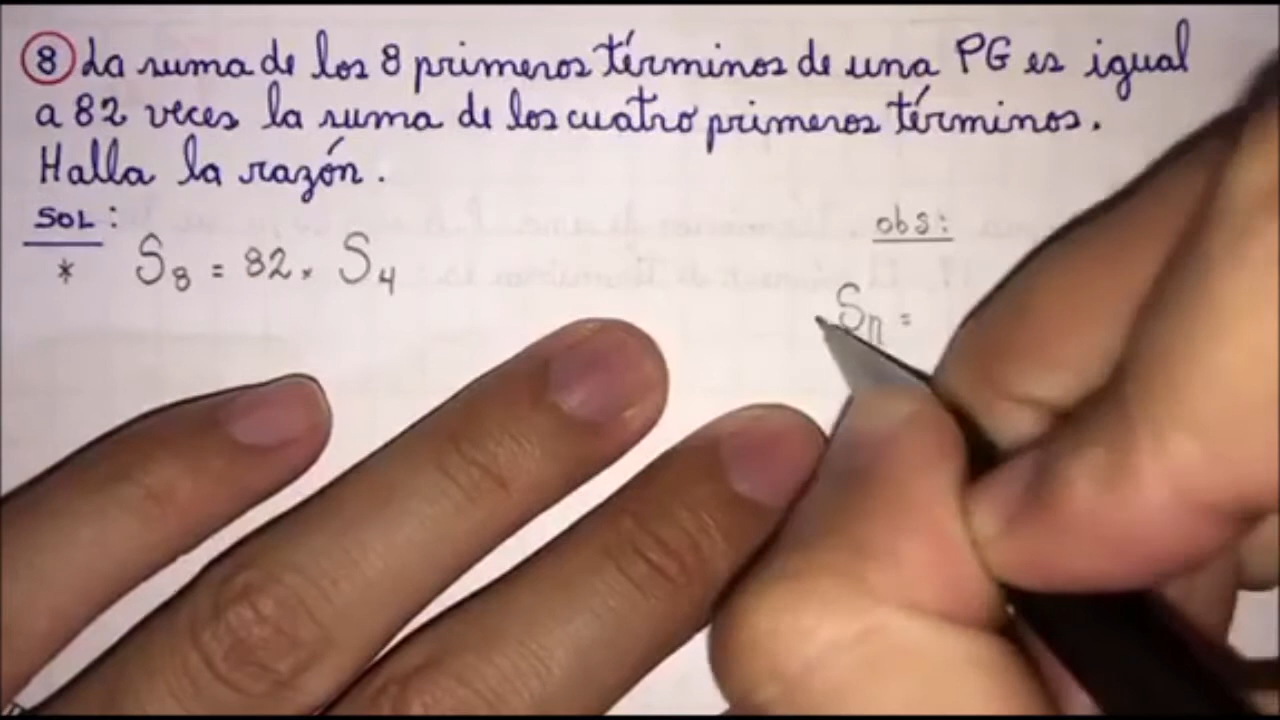 8 La suma de los 8 primeros términos de una PG es igual
a 82 veces la suma de los cuatro primeros términos.
Halla la razón.
SOL:
* S8 = 82 . S4
obs:
Sn =